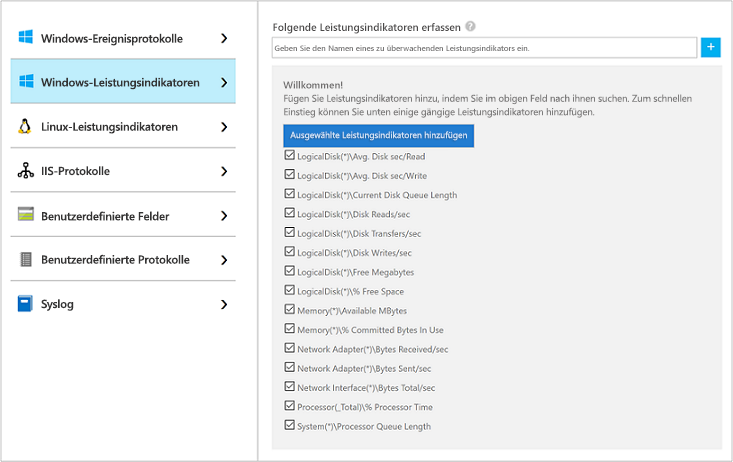 Windows-Ereignisprotokolle
Windows-Leistungsindikatoren
Linux-Leistungsindikatoren
IIS-Protokolle
Benutzerdefinierte Felder
Benutzerdefinierte Protokolle
Syslog
Folgende Leistungsindikatoren erfassen ?
Geben Sie den Namen eines zu überwachenden Leistungsindikators ein.
+
Willkommen!
Fügen Sie Leistungsindikatoren hinzu, indem Sie im obigen Feld nach ihnen suchen. Zum schnellen
Einstieg können Sie unten einige gängige Leistungsindikatoren hinzufügen.
Ausgewählte Leistungsindikatoren hinzufügen
LogicalDisk(*)\Avg. Disk sec/Read
LogicalDisk(*)\Avg. Disk sec/Write
LogicalDisk(*)\Current Disk Queue Length
LogicalDisk(*)\Disk Reads/sec
LogicalDisk(*)\Disk Transfers/sec
LogicalDisk(*)\Disk Writes/sec
LogicalDisk(*)\Free Megabytes
LogicalDisk(*)\% Free Space
Memory(*)\Available MBytes
Memory(*)\% Committed Bytes In Use
Network Adapter(*)\Bytes Received/sec
Network Adapter(*)\Bytes Sent/sec
Network Interface(*)\Bytes Total/sec
Processor(_Total)\% Processor Time
System(*)\Processor Queue Length